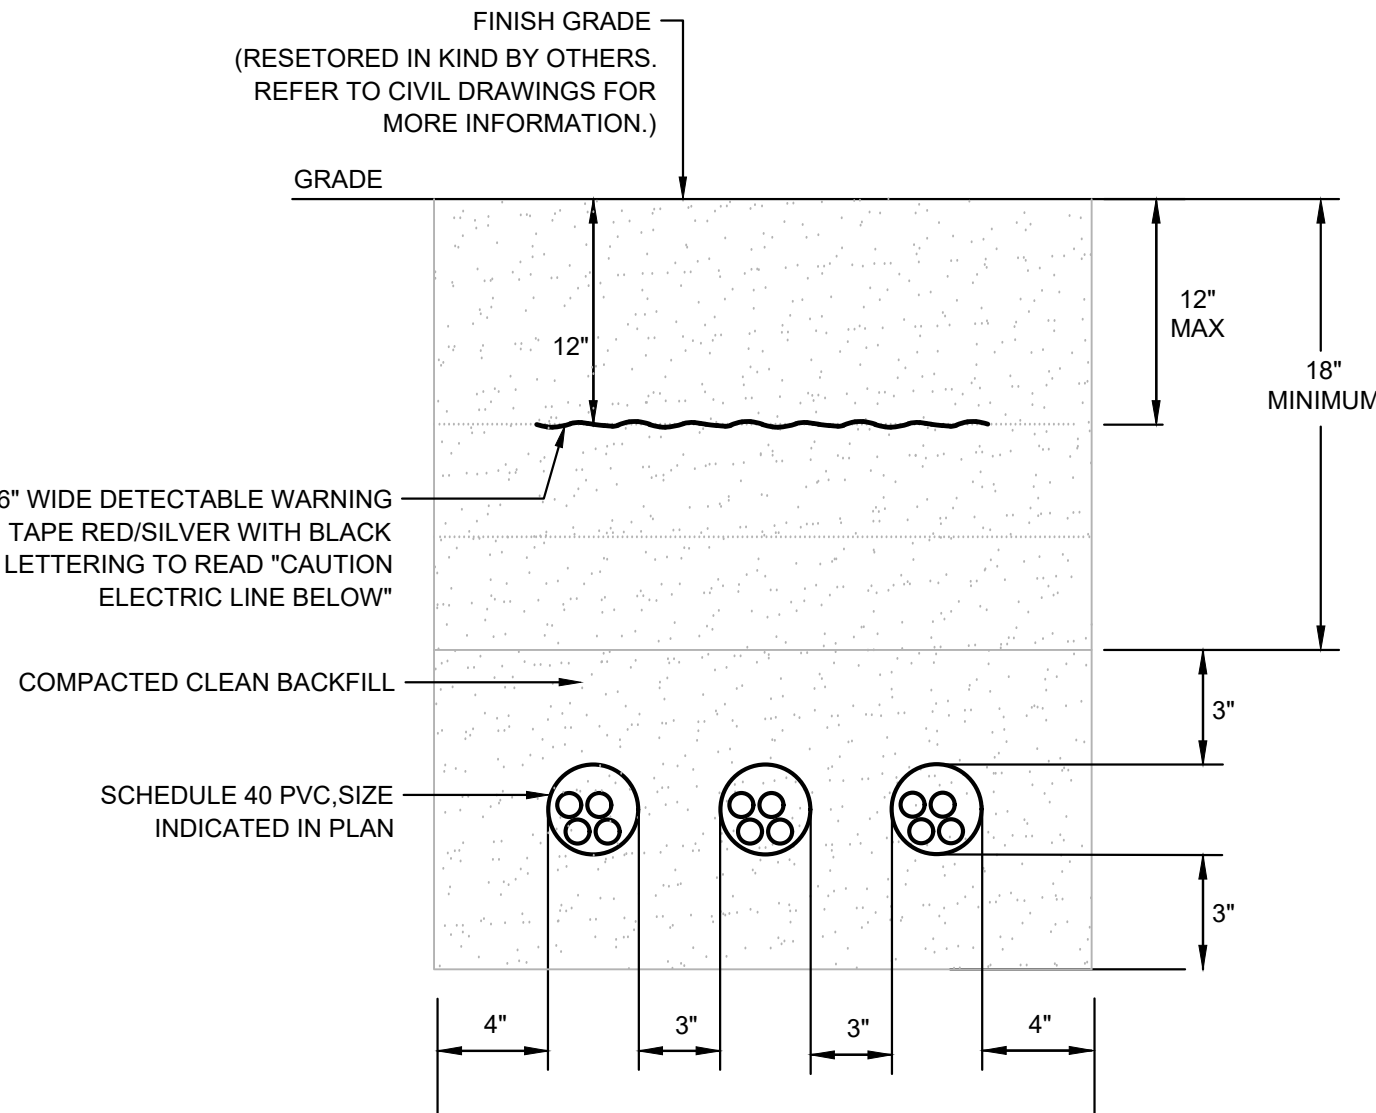 FINISH GRADE
(RESETORED IN KIND BY OTHERS.
REFER TO CIVIL DRAWINGS FOR
MORE INFORMATION.)
GRADE
12"
12"
MAX
18"
MINIMUM
6" WIDE DETECTABLE WARNING
TAPE RED/SILVER WITH BLACK
LETTERING TO READ "CAUTION
ELECTRIC LINE BELOW"
COMPACTED CLEAN BACKFILL
3"
SCHEDULE 40 PVC,SIZE
INDICATED IN PLAN
3"
4"
3"
3"
4"